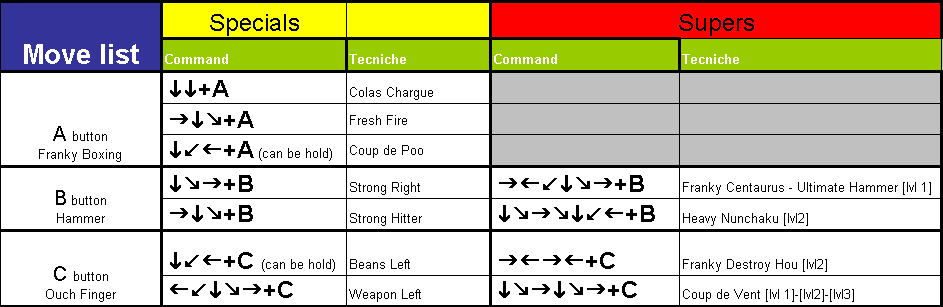 Move list
Specials
Supers
Command
Tecniche
Command
Tecniche
A button
Franky Boxing
↓↓+A
Colas Chargue
→↓↘+A
Fresh Fire
↓↙←+A (can be hold)
Coup de Poo
B button
Hammer
↓↘→+B
Strong Right
→←↙↓↘→+B
Franky Centaurus - Ultimate Hammer [lvl 1]
→↓↘+B
Strong Hitter
↓↘→↘↓↙←+B
Heavy Nunchaku [lvl2]
C button
Ouch Finger
↓↙←+C (can be hold)
Beans Left
→←→←+C
Franky Destroy Hou [lvl2]
←↙↓↘→+C
Weapon Left
↓↘→↓↘→+C
Coup de Vent [lvl 1]-[lvl2]-[lvl3]